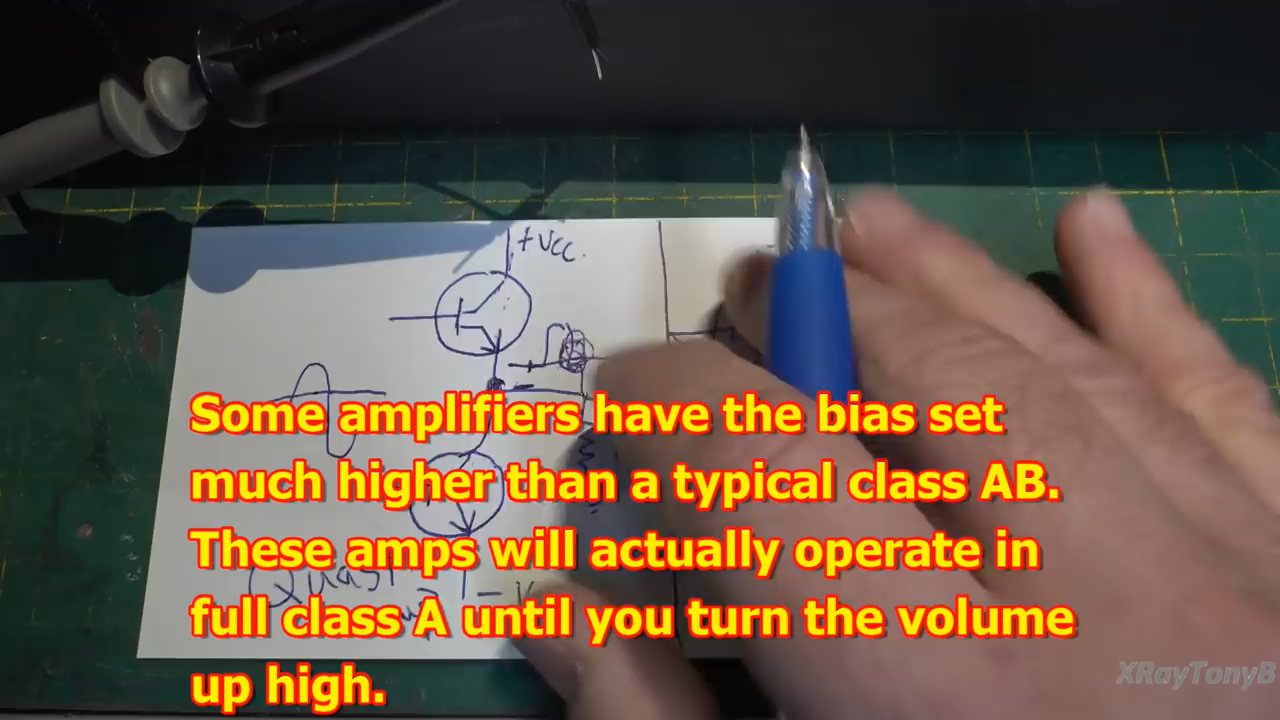 +Vcc.
Some amplifiers have the bias set
much higher than a typical class AB.
These amps will actually operate in
full class A until you turn the volume
up high.
Quasi
XRayTonyB